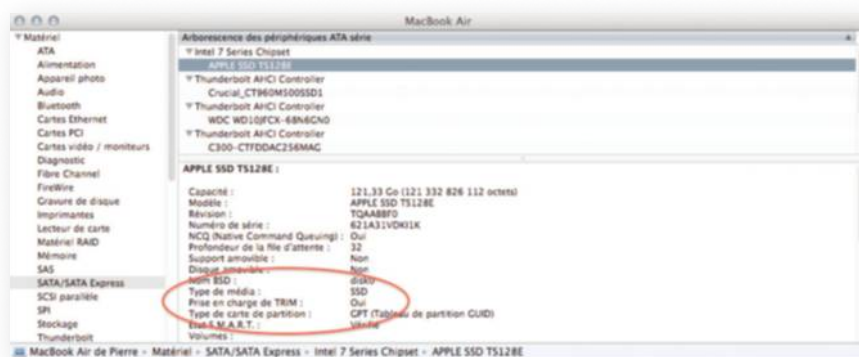 MacBook Air
▼ Matériel
ATA
Alimentation
Appareil photo
Audio
Bluetooth
Cartes Ethernet
Cartes PCI
Cartes vidéo / moniteurs
Diagnostic
Fibre Channel
FireWire
Gravure de disque
Imprimantes
Lecteur de carte
Matériel RAID
Mémoire
SAS
SATA/SATA Express
SCSI parallèle
SPI
Stockage
Thunderbolt
Arborescence des périphériques ATA série
▼ Intel 7 Series Chipset
APPLE SSD TS128E
▼ Thunderbolt AHCI Controller
Crucial_CT960M500SSD1
▼ Thunderbolt AHCI Controller
WDC WD10JFCX-68N6GN0
▼ Thunderbolt AHCI Controller
C300-CTFDDAC256MAG
APPLE SSD TS128E :
Capacité : 121,33 Go (121 332 826 112 octets)
Modèle : APPLE SSD TS128E
Révision : TQAABBF0
Numéro de série : 621A31VDKI1K
NCQ (Native Command Queuing) : Oui
Profondeur de la file d'attente : 32
Support amovible : Non
Disque amovible : Non
Nom BSD : disk0
Type de média : SSD
Prise en charge de TRIM : Oui
Type de carte de partition : GPT (Tableau de partition GUID)
État S.M.A.R.T. : Vérifié
Volumes :
MacBook Air de Pierre ▸ Matériel ▸ SATA/SATA Express ▸ Intel 7 Series Chipset ▸ APPLE SSD TS128E